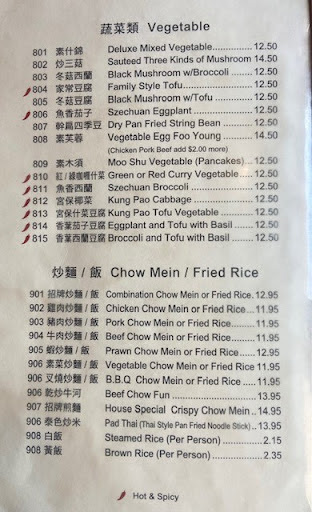 蔬菜類 Vegetable
801 素什錦 Deluxe Mixed Vegetable 12.50
802 炒三菇 Sauteed Three Kinds of Mushroom 14.50
803 冬菇西蘭 Black Mushroom w/Broccoli 12.50
804 家常豆腐 Family Style Tofu 12.50
805 冬菇豆腐 Black Mushroom w/Tofu 12.50
806 魚香茄子 Szechuan Eggplant 12.50
807 幹煸四季豆 Dry Pan Fried String Bean 12.50
808 素芙蓉 Vegetable Egg Foo Young 14.50
(Chicken Pork Beef add $2.00 more)
809 素木須 Moo Shu Vegetable (Pancakes) 12.50
810 紅/綠咖喱什菜 Green or Red Curry Vegetable 12.50
811 魚香西蘭 Szechuan Broccoli 12.50
812 宮保椰菜 Kung Pao Cabbage 12.50
813 宮保什菜豆腐 Kung Pao Tofu Vegetable 12.50
814 香葉茄子豆腐 Eggplant and Tofu with Basil 12.50
815 香葉西蘭豆腐 Broccoli and Tofu with Basil 12.50
炒麵 / 飯 Chow Mein / Fried Rice
901 招牌炒麵 / 飯 Combination Chow Mein or Fried Rice 12.95
902 雞肉炒麵 / 飯 Chicken Chow Mein or Fried Rice 11.95
903 豬肉炒麵 / 飯 Pork Chow Mein or Fried Rice 11.95
904 牛肉炒麵 / 飯 Beef Chow Mein or Fried Rice 11.95
905 蝦炒麵 / 飯 Prawn Chow Mein or Fried Rice 12.95
906 素菜炒麵 / 飯 Vegetable Chow Mein or Fried Rice 11.95
906 叉燒炒麵 / 飯 B.B.Q Chow Mein or Fried Rice 11.95
906 乾炒牛河 Beef Chow Fun 13.95
907 招牌煎麵 House Special Crispy Chow Mein 14.95
906 泰色炒米 Pad Thai (Thai Style Pan Fried Noodle Stick) 13.95
908 白飯 Steamed Rice (Per Person) 2.15
908 黃飯 Brown Rice (Per Person) 2.35
Hot & Spicy